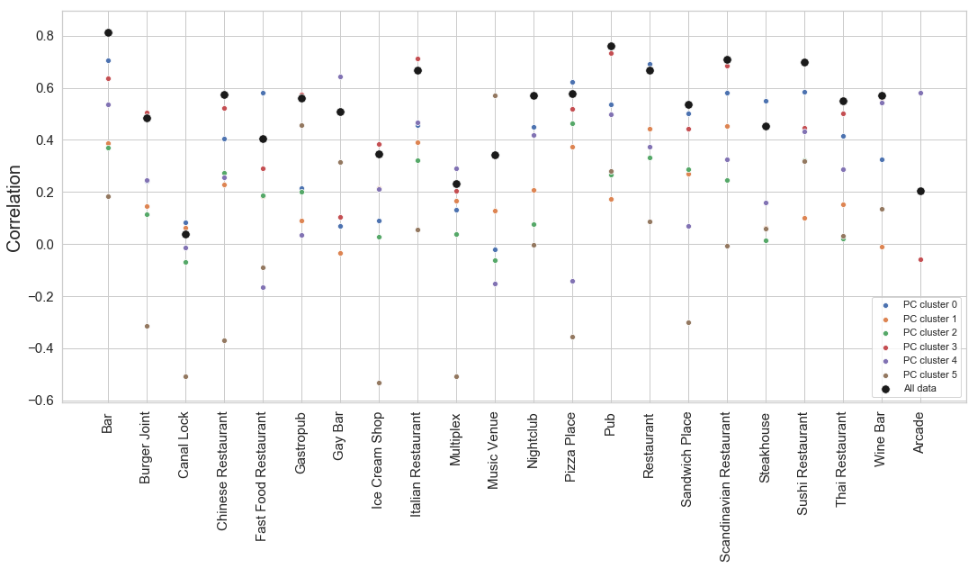 Correlation
0.8
0.6
0.4
0.2
0.0
−0.2
−0.4
−0.6
PC cluster 0
PC cluster 1
PC cluster 2
PC cluster 3
PC cluster 4
PC cluster 5
All data
Bar
Burger Joint
Canal Lock
Chinese Restaurant
Fast Food Restaurant
Gastropub
Gay Bar
Ice Cream Shop
Italian Restaurant
Multiplex
Music Venue
Nightclub
Pizza Place
Pub
Restaurant
Sandwich Place
Scandinavian Restaurant
Steakhouse
Sushi Restaurant
Thai Restaurant
Wine Bar
Arcade